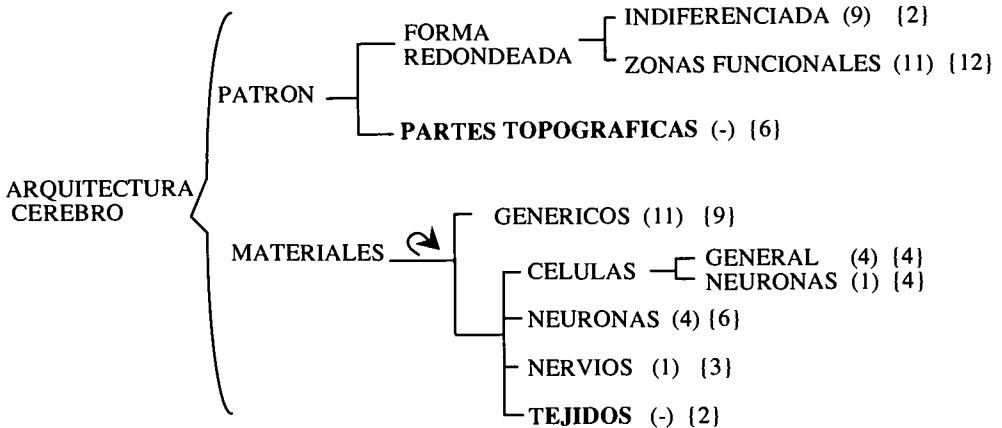 FORMA
REDONDEADA
INDIFERENCIADA (9) {2}
ZONAS FUNCIONALES (11) {12}
PATRON
PARTES TOPOGRAFICAS (-) {6}
ARQUITECTURA
CEREBRO
MATERIALES
GENERICOS (11) {9}
CELULAS
GENERAL (4) {4}
NEURONAS (1) {4}
NEURONAS (4) {6}
NERVIOS (1) {3}
TEJIDOS (-) {2}